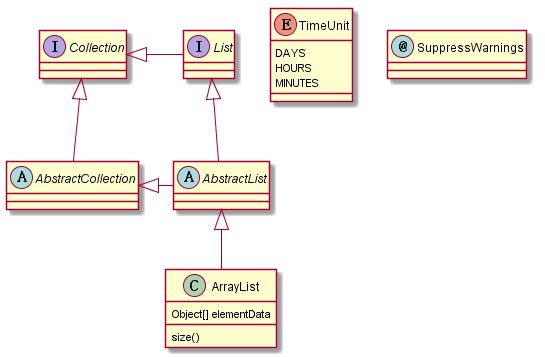 I Collection
I List
E TimeUnit
DAYS
HOURS
MINUTES
@ SuppressWarnings
A AbstractCollection
A AbstractList
C ArrayList
Object[] elementData
size()